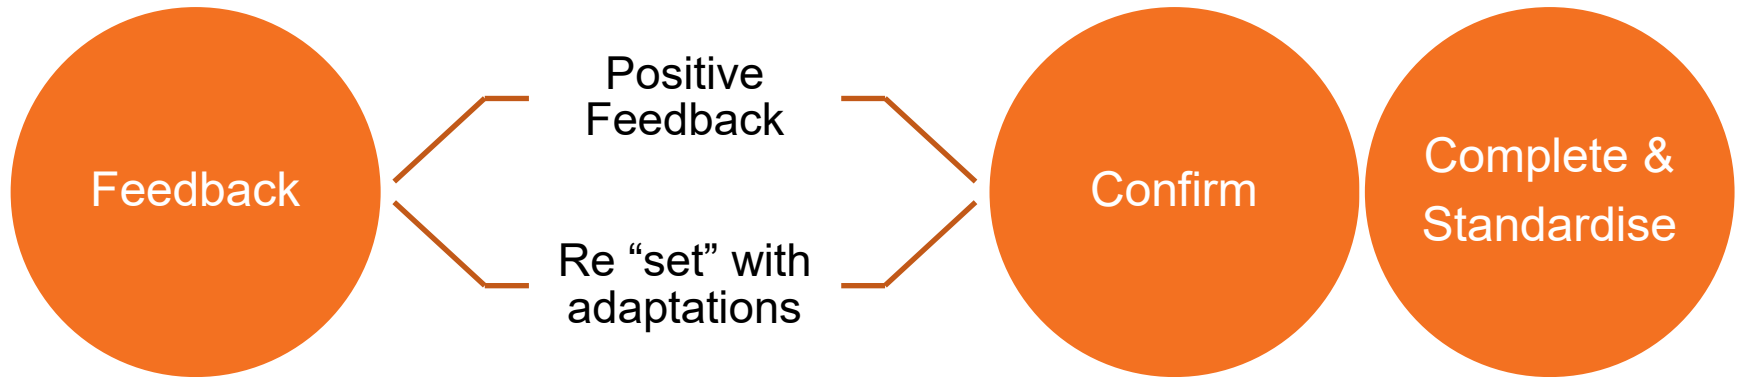 Feedback
Positive
Feedback
Re “set” with
adaptations
Confirm
Complete &
Standardise